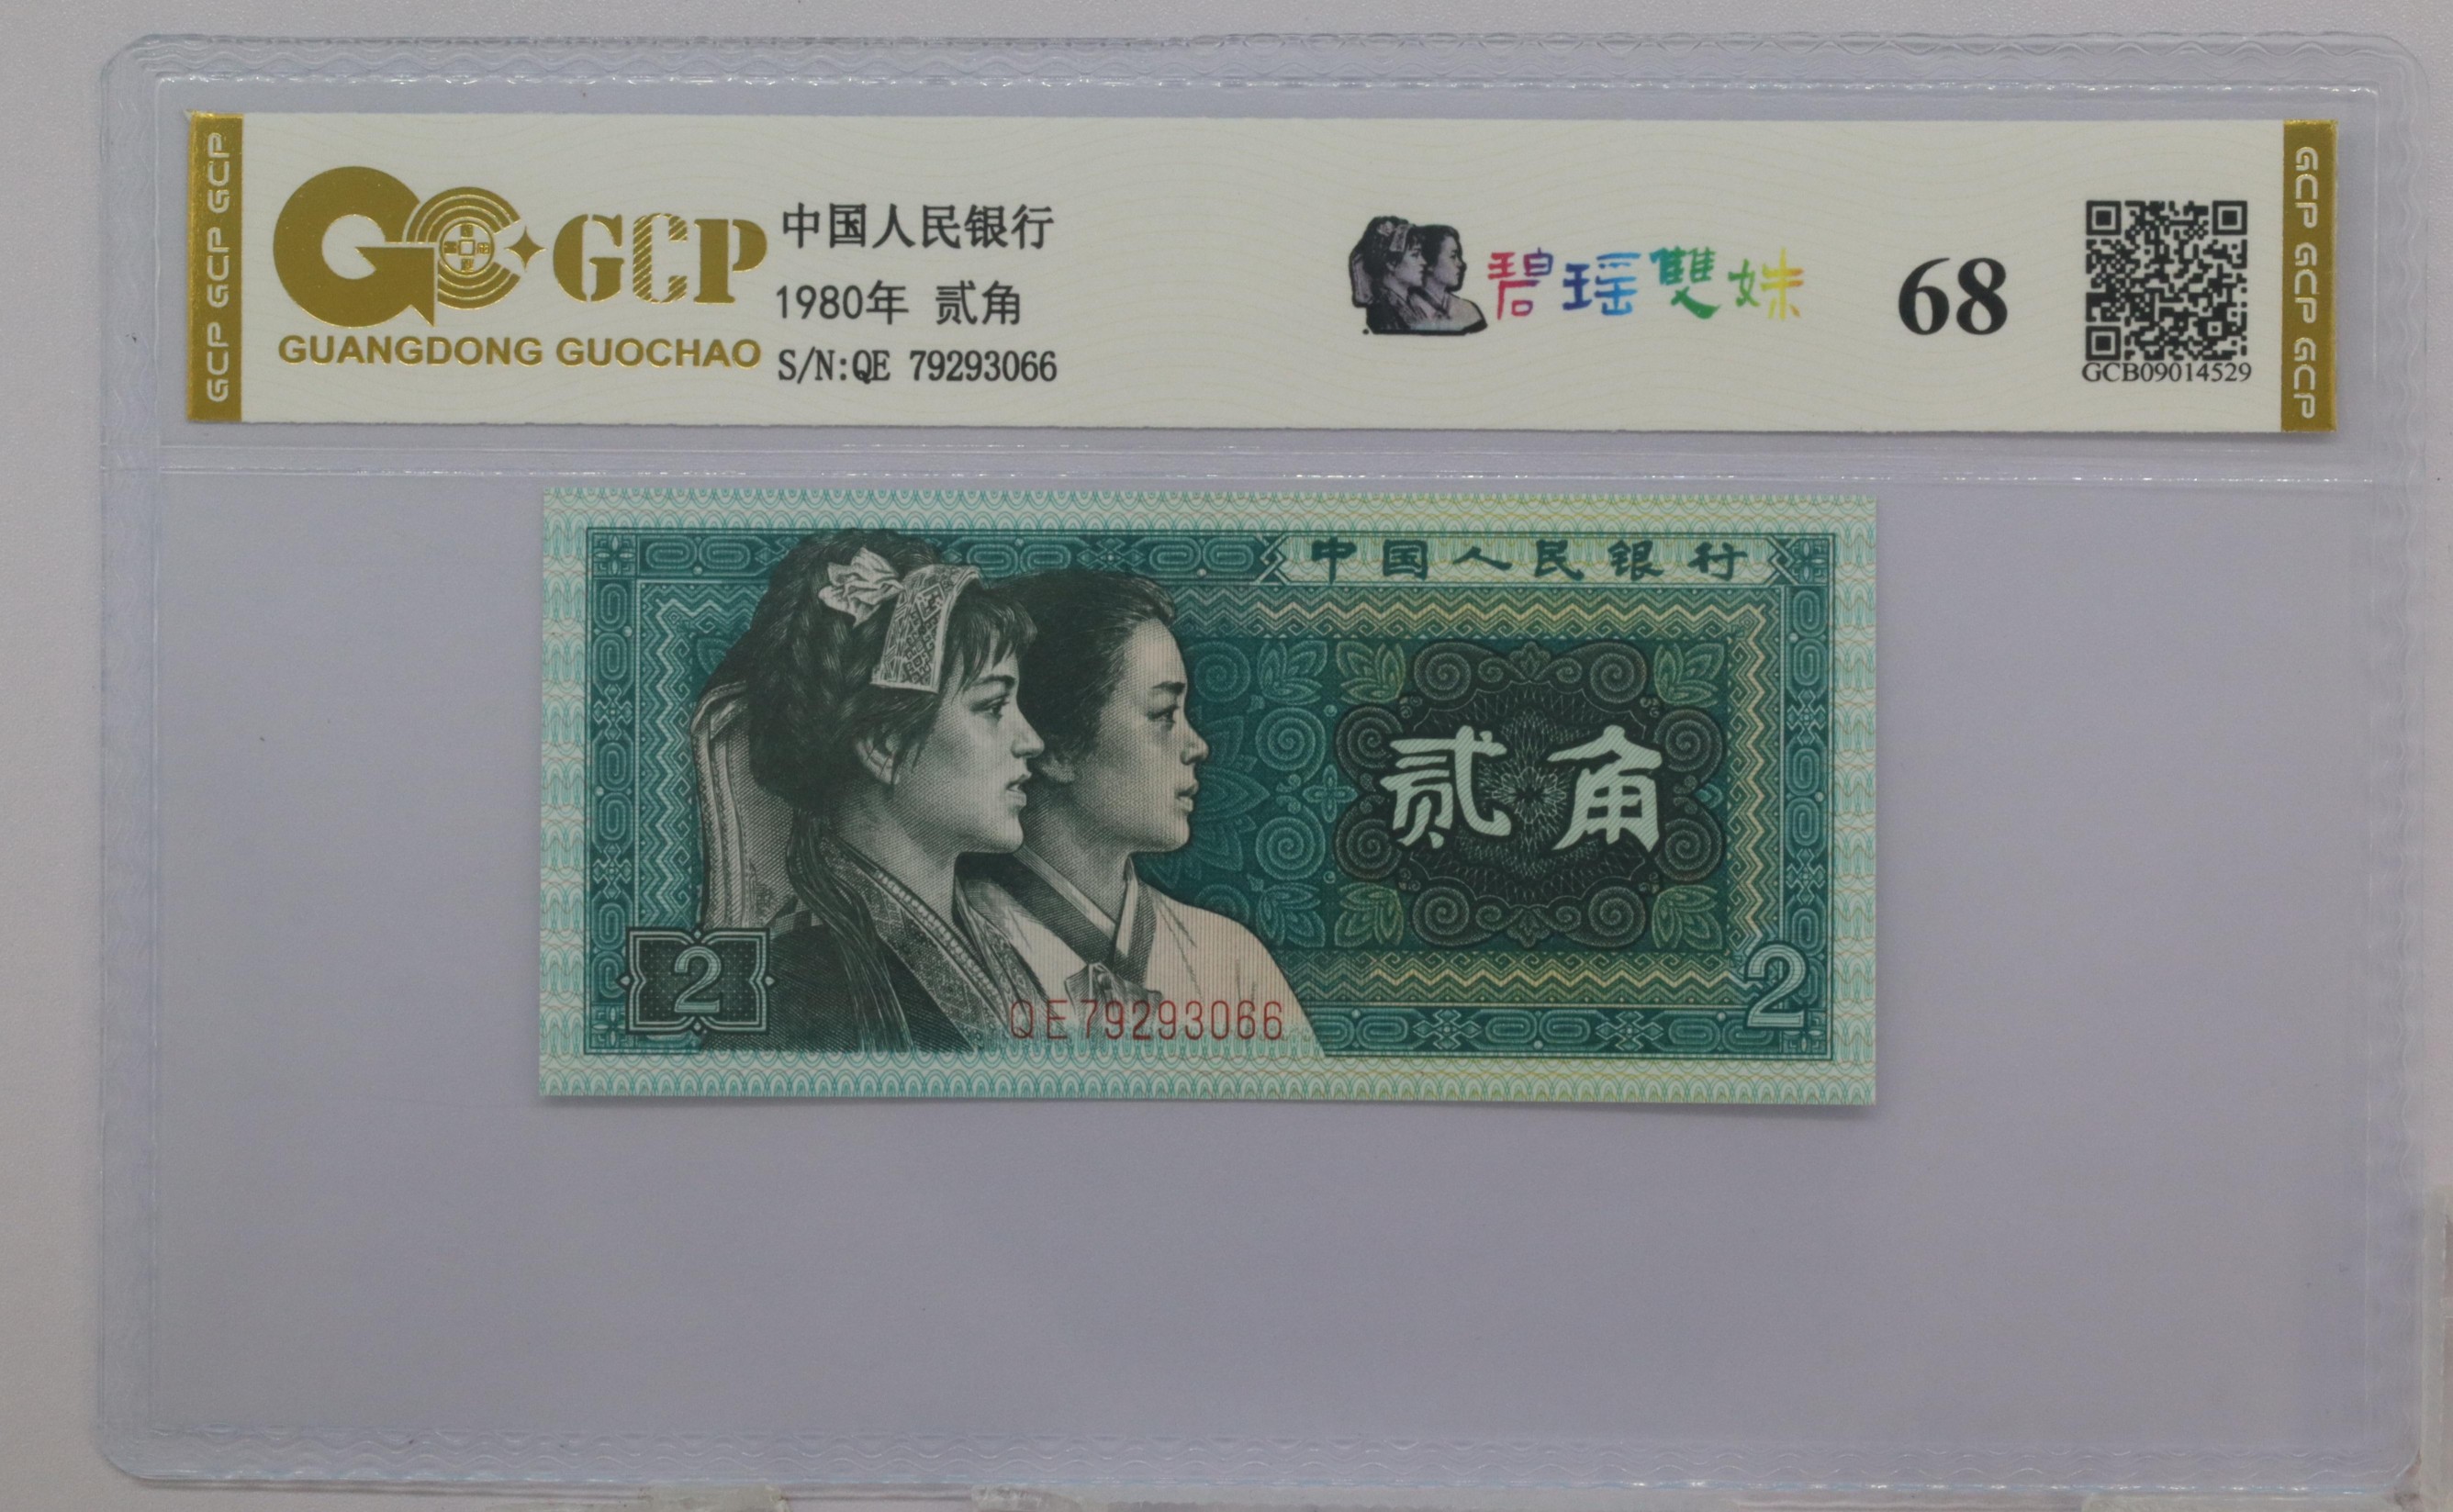 GCP GCP GCP
GCP
GUANGDONG GUOCHAO
中国人民银行
1980年 贰角
S/N:QE 79293066
碧瑶雙妹
68
GCB09014529
GCP GCP GCP
中国人民银行
贰角
2
QE79293066
2